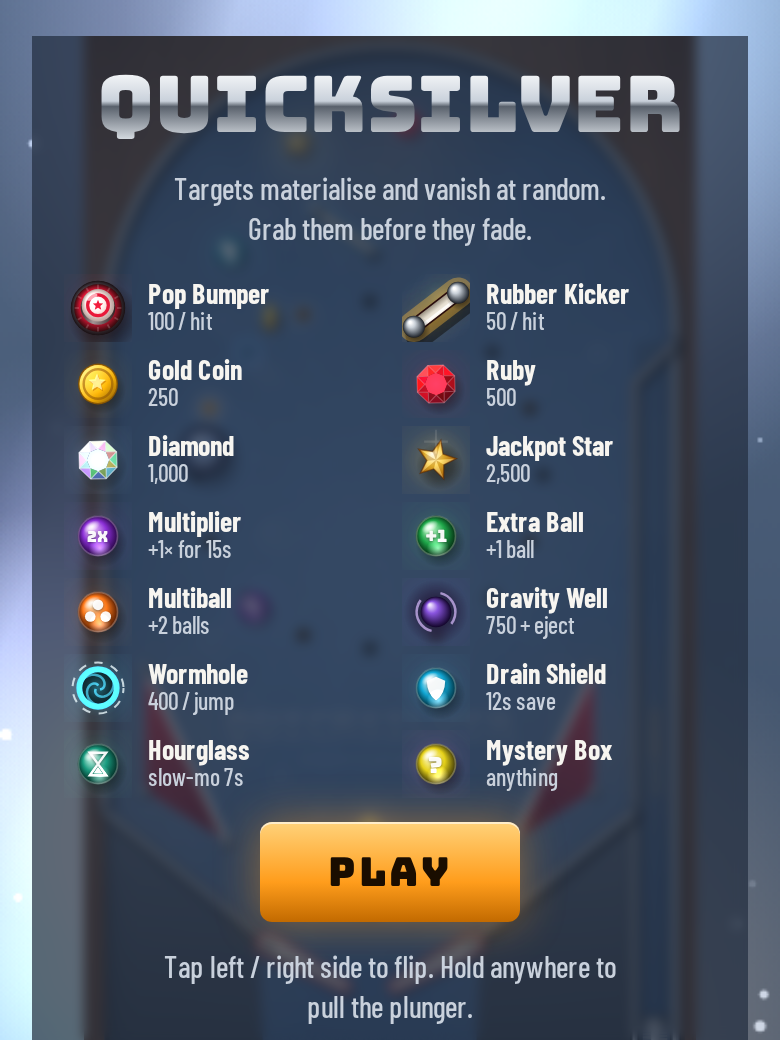 QUICKSILVER
Targets materialise and vanish at random.
Grab them before they fade.
Pop Bumper
100 / hit
Rubber Kicker
50 / hit
Gold Coin
250
Ruby
500
Diamond
1,000
Jackpot Star
2,500
2X
Multiplier
+1× for 15s
+1
Extra Ball
+1 ball
Multiball
+2 balls
Gravity Well
750 + eject
Wormhole
400 / jump
Drain Shield
12s save
Hourglass
slow-mo 7s
?
Mystery Box
anything
PLAY
Tap left / right side to flip. Hold anywhere to
pull the plunger.